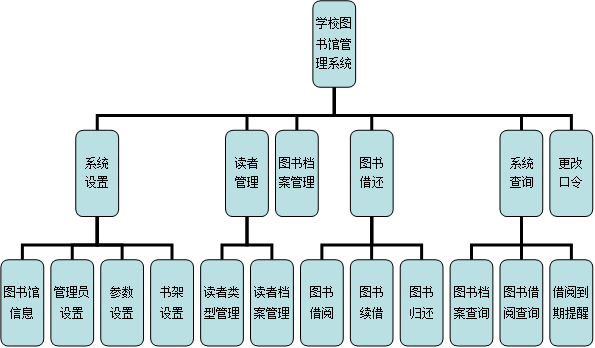 学校图
书馆管
理系统
系统
设置
读者
管理
图书档
案管理
图书
借还
系统
查询
更改
口令
图书馆
信息
管理员
设置
参数
设置
书架
设置
读者类
型管理
读者档
案管理
图书
借阅
图书
续借
图书
归还
图书档
案查询
图书借
阅查询
借阅到
期提醒